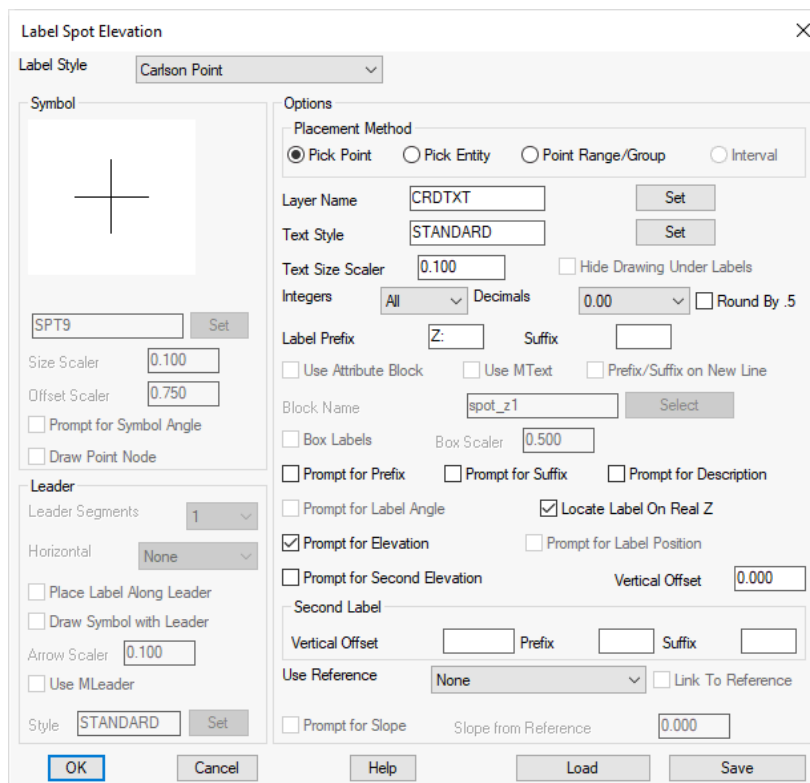 Label Spot Elevation
Label Style Carlson Point
Symbol
SPT9 Set
Size Scaler 0.100
Offset Scaler 0.750
Prompt for Symbol Angle
Draw Point Node
Leader
Leader Segments 1
Horizontal None
Place Label Along Leader
Draw Symbol with Leader
Arrow Scaler 0.100
Use MLeader
Style STANDARD Set
Options
Placement Method
Pick Point Pick Entity Point Range/Group Interval
Layer Name CRDTXT Set
Text Style STANDARD Set
Text Size Scaler 0.100 Hide Drawing Under Labels
Integers All Decimals 0.00 Round By .5
Label Prefix Z: Suffix
Use Attribute Block Use MText Prefix/Suffix on New Line
Block Name spot_z1 Select
Box Labels Box Scaler 0.500
Prompt for Prefix Prompt for Suffix Prompt for Description
Prompt for Label Angle Locate Label On Real Z
Prompt for Elevation Prompt for Label Position
Prompt for Second Elevation Vertical Offset 0.000
Second Label
Vertical Offset Prefix Suffix
Use Reference None Link To Reference
Prompt for Slope Slope from Reference 0.000
OK Cancel Help Load Save